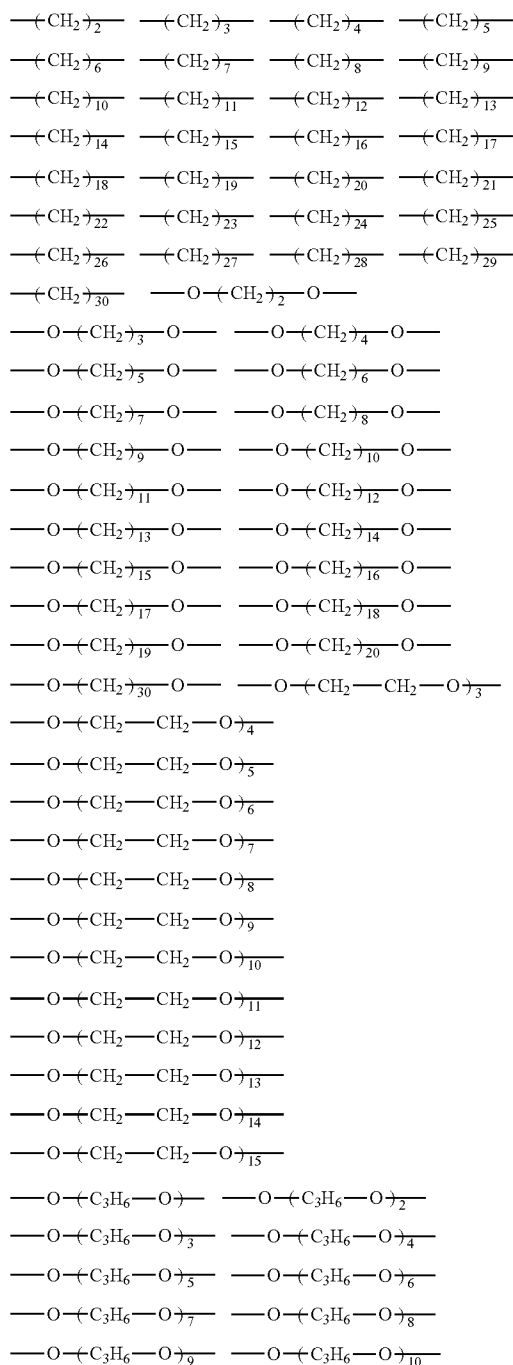 —(CH₂)₂— —(CH₂)₃— —(CH₂)₄— —(CH₂)₅—
—(CH₂)₆— —(CH₂)₇— —(CH₂)₈— —(CH₂)₉—
—(CH₂)₁₀— —(CH₂)₁₁— —(CH₂)₁₂— —(CH₂)₁₃—
—(CH₂)₁₄— —(CH₂)₁₅— —(CH₂)₁₆— —(CH₂)₁₇—
—(CH₂)₁₈— —(CH₂)₁₉— —(CH₂)₂₀— —(CH₂)₂₁—
—(CH₂)₂₂— —(CH₂)₂₃— —(CH₂)₂₄— —(CH₂)₂₅—
—(CH₂)₂₆— —(CH₂)₂₇— —(CH₂)₂₈— —(CH₂)₂₉—
—(CH₂)₃₀— —O—(CH₂)₂—O—
—O—(CH₂)₃—O— —O—(CH₂)₄—O—
—O—(CH₂)₅—O— —O—(CH₂)₆—O—
—O—(CH₂)₇—O— —O—(CH₂)₈—O—
—O—(CH₂)₉—O— —O—(CH₂)₁₀—O—
—O—(CH₂)₁₁—O— —O—(CH₂)₁₂—O—
—O—(CH₂)₁₃—O— —O—(CH₂)₁₄—O—
—O—(CH₂)₁₅—O— —O—(CH₂)₁₆—O—
—O—(CH₂)₁₇—O— —O—(CH₂)₁₈—O—
—O—(CH₂)₁₉—O— —O—(CH₂)₂₀—O—
—O—(CH₂)₃₀—O— —O—(CH₂—CH₂—O)₃—
—O—(CH₂—CH₂—O)₄—
—O—(CH₂—CH₂—O)₅—
—O—(CH₂—CH₂—O)₆—
—O—(CH₂—CH₂—O)₇—
—O—(CH₂—CH₂—O)₈—
—O—(CH₂—CH₂—O)₉—
—O—(CH₂—CH₂—O)₁₀—
—O—(CH₂—CH₂—O)₁₁—
—O—(CH₂—CH₂—O)₁₂—
—O—(CH₂—CH₂—O)₁₃—
—O—(CH₂—CH₂—O)₁₄—
—O—(CH₂—CH₂—O)₁₅—
—O—(C₃H₆—O)— —O—(C₃H₆—O)₂—
—O—(C₃H₆—O)₃— —O—(C₃H₆—O)₄—
—O—(C₃H₆—O)₅— —O—(C₃H₆—O)₆—
—O—(C₃H₆—O)₇— —O—(C₃H₆—O)₈—
—O—(C₃H₆—O)₉— —O—(C₃H₆—O)₁₀—